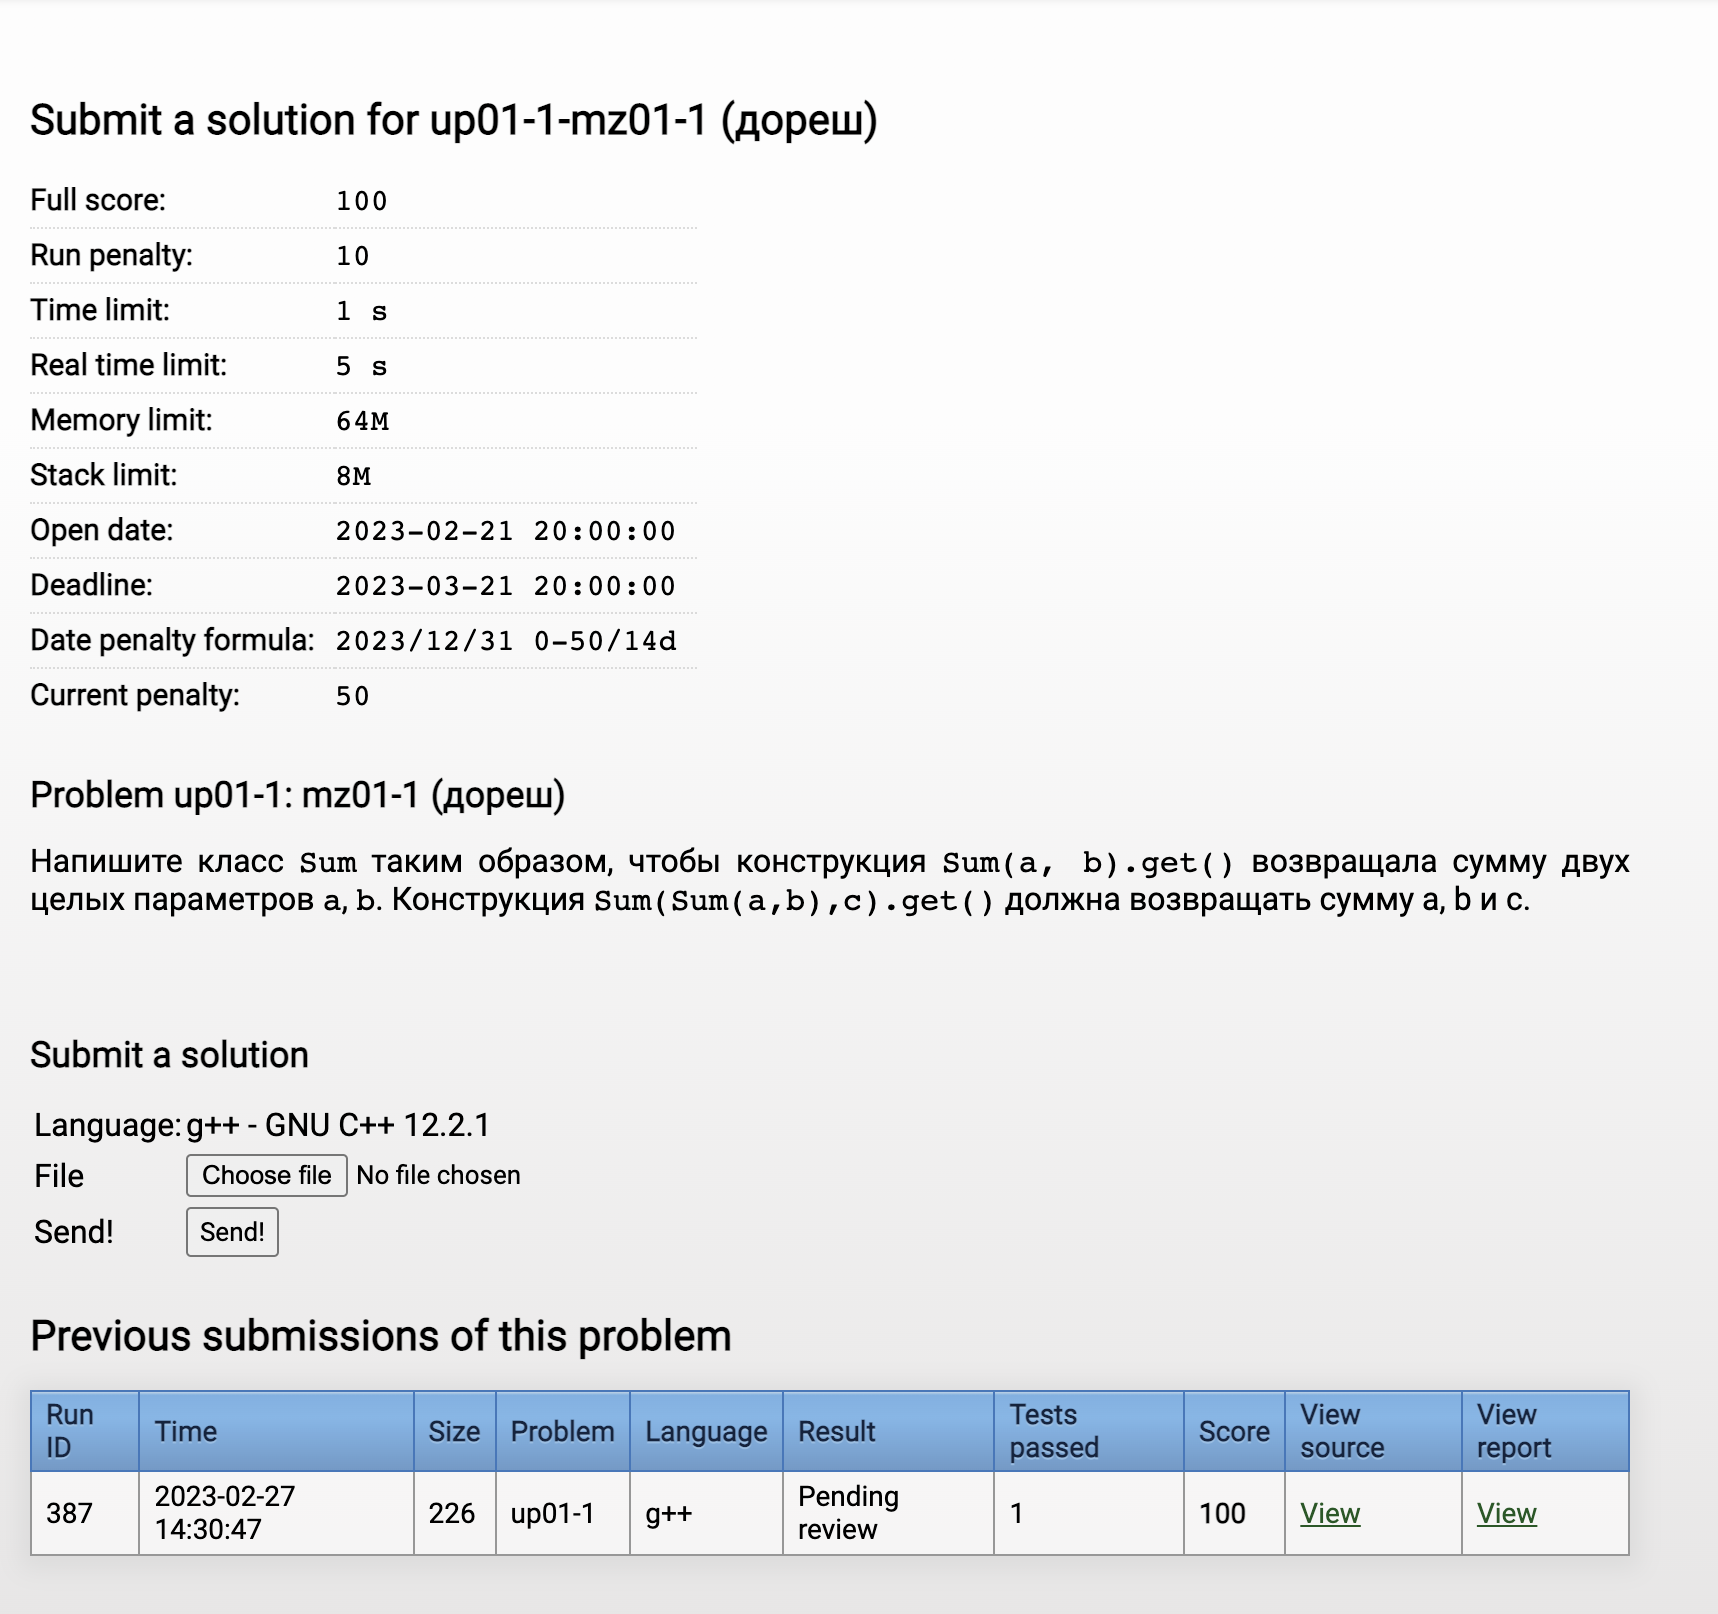 Submit a solution for up01-1-mz01-1 (дореш)
Full score: 100
Run penalty: 10
Time limit: 1 s
Real time limit: 5 s
Memory limit: 64M
Stack limit: 8M
Open date: 2023-02-21 20:00:00
Deadline: 2023-03-21 20:00:00
Date penalty formula: 2023/12/31 0-50/14d
Current penalty: 50
Problem up01-1: mz01-1 (дореш)
Напишите класс Sum таким образом, чтобы конструкция Sum(a, b).get() возвращала сумму двух
целых параметров a, b. Конструкция Sum(Sum(a,b),c).get() должна возвращать сумму a, b и c.
Submit a solution
Language: g++ - GNU C++ 12.2.1
File Choose file No file chosen
Send! Send!
Previous submissions of this problem
Run ID Time Size Problem Language Result Tests passed Score View source View report
387 2023-02-27 14:30:47 226 up01-1 g++ Pending review 1 100 View View